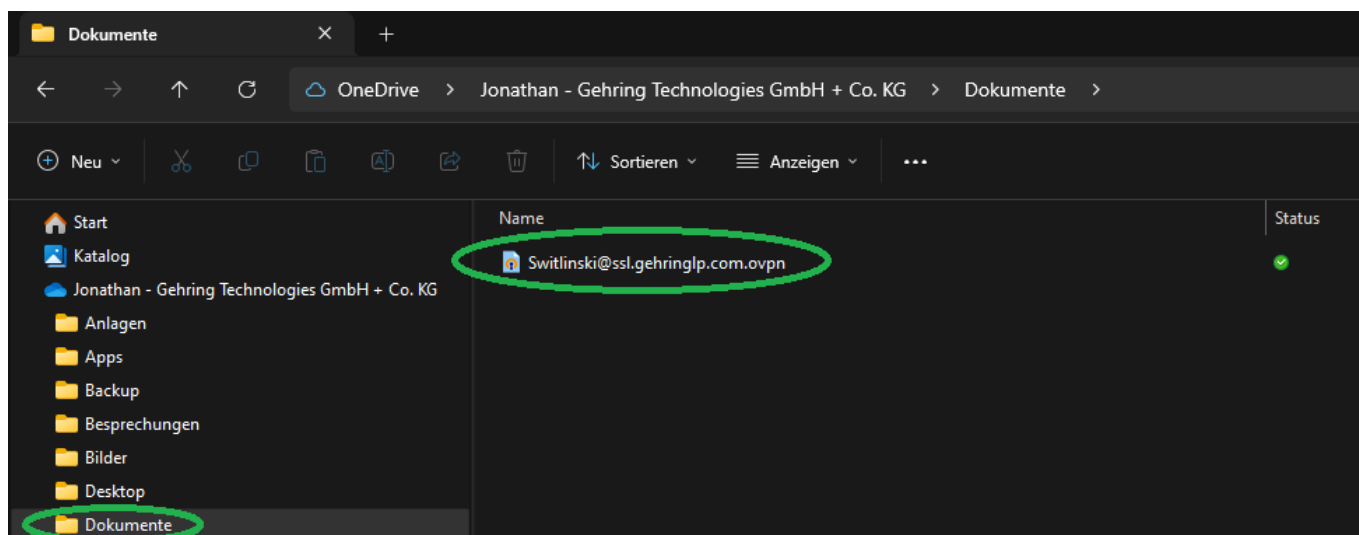 Dokumente
OneDrive > Jonathan - Gehring Technologies GmbH + Co. KG > Dokumente >
Neu Sortieren Anzeigen ...
Start
Katalog
Jonathan - Gehring Technologies GmbH + Co. KG
Anlagen
Apps
Backup
Besprechungen
Bilder
Desktop
Dokumente
Name Status
Switlinski@ssl.gehringlp.com.ovpn